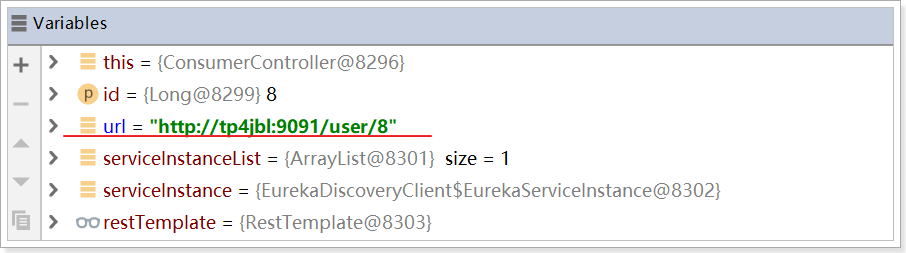 Variables
this = {ConsumerController@8296}
p id = {Long@8299} 8
url = "http://tp4jbl:9091/user/8"
serviceInstanceList = {ArrayList@8301} size = 1
serviceInstance = {EurekaDiscoveryClient$EurekaServiceInstance@8302}
restTemplate = {RestTemplate@8303}